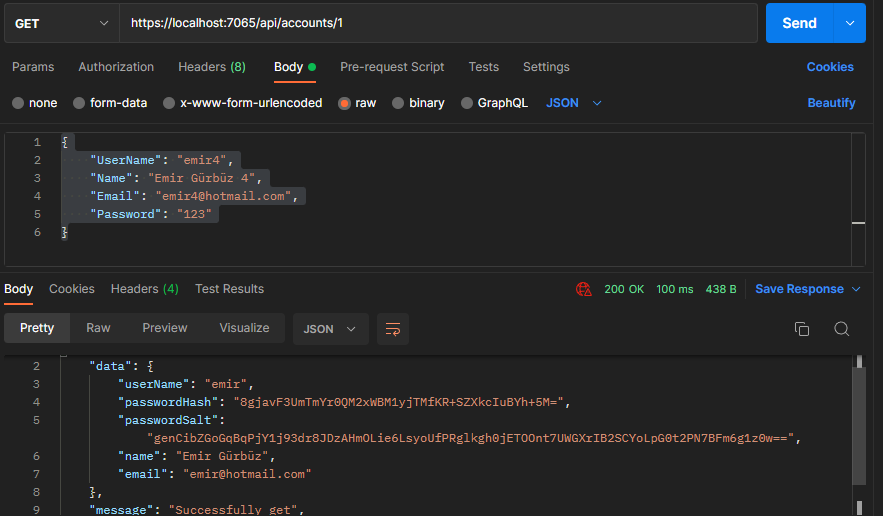 GET https://localhost:7065/api/accounts/1 Send
Params Authorization Headers (8) Body Pre-request Script Tests Settings Cookies
none form-data x-www-form-urlencoded raw binary GraphQL JSON Beautify
1 {
2 "UserName": "emir4",
3 "Name": "Emir Gürbüz 4",
4 "Email": "emir4@hotmail.com",
5 "Password": "123"
6 }
Body Cookies Headers (4) Test Results 200 OK 100 ms 438 B Save Response
Pretty Raw Preview Visualize JSON
2 "data": {
3 "userName": "emir",
4 "passwordHash": "8gjavF3UmTmYr0QM2xWBM1yjTMfKR+SZXkcIuBYh+5M=",
5 "passwordSalt":
"genCibZGoGqBqPjY1j93dr8JDzAHmOLie6LsyoUfPRglkgh0jETOOnt7UWGXrIB2SCYoLpG0t2PN7BFm6g1z0w==",
6 "name": "Emir Gürbüz",
7 "email": "emir@hotmail.com"
8 },
9 "message": "Successfully get",